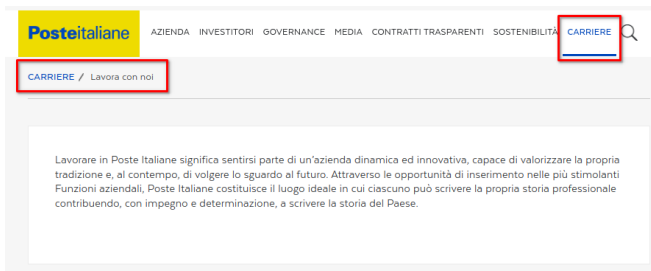 Posteitaliane AZIENDA INVESTITORI GOVERNANCE MEDIA CONTRATTI TRASPARENTI SOSTENIBILITÀ CARRIERE
CARRIERE / Lavora con noi
Lavorare in Poste Italiane significa sentirsi parte di un'azienda dinamica ed innovativa, capace di valorizzare la propria
tradizione e, al contempo, di volgere lo sguardo al futuro. Attraverso le opportunità di inserimento nelle più stimolanti
Funzioni aziendali, Poste Italiane costituisce il luogo ideale in cui ciascuno può scrivere la propria storia professionale
contribuendo, con impegno e determinazione, a scrivere la storia del Paese.